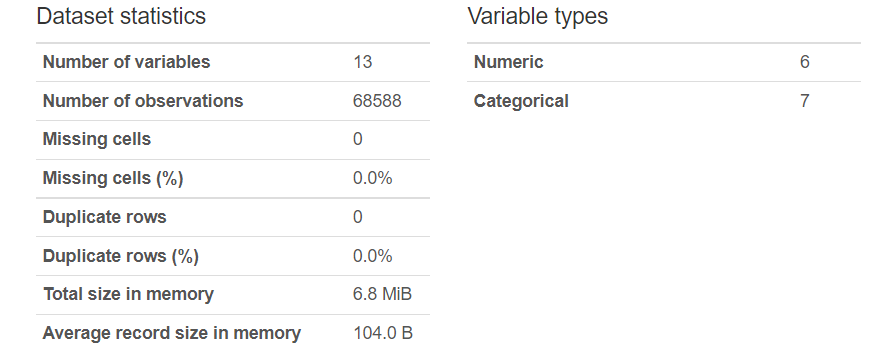 Dataset statistics
Number of variables 13
Number of observations 68588
Missing cells 0
Missing cells (%) 0.0%
Duplicate rows 0
Duplicate rows (%) 0.0%
Total size in memory 6.8 MiB
Average record size in memory 104.0 B
Variable types
Numeric 6
Categorical 7